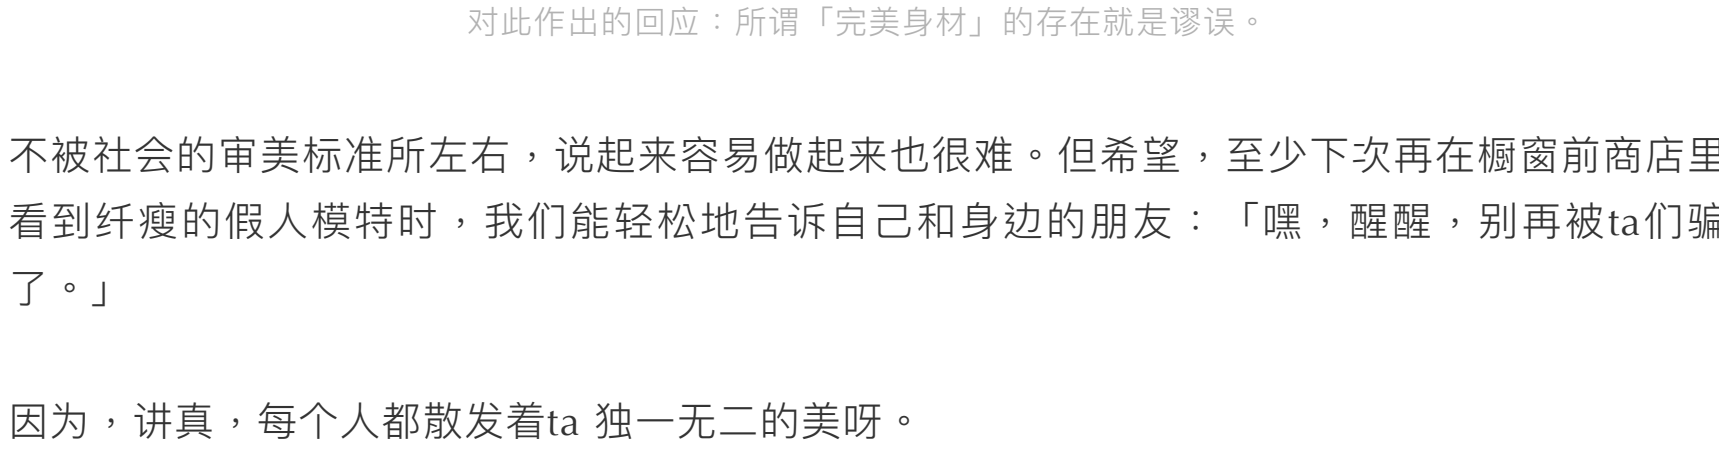 对此作出的回应：所谓「完美身材」的存在就是谬误。
不被社会的审美标准所左右，说起来容易做起来也很难。但希望，至少下次再在橱窗前商店里
看到纤瘦的假人模特时，我们能轻松地告诉自己和身边的朋友：「嘿，醒醒，别再被ta们骗
了。」
因为，讲真，每个人都散发着ta 独一无二的美呀。